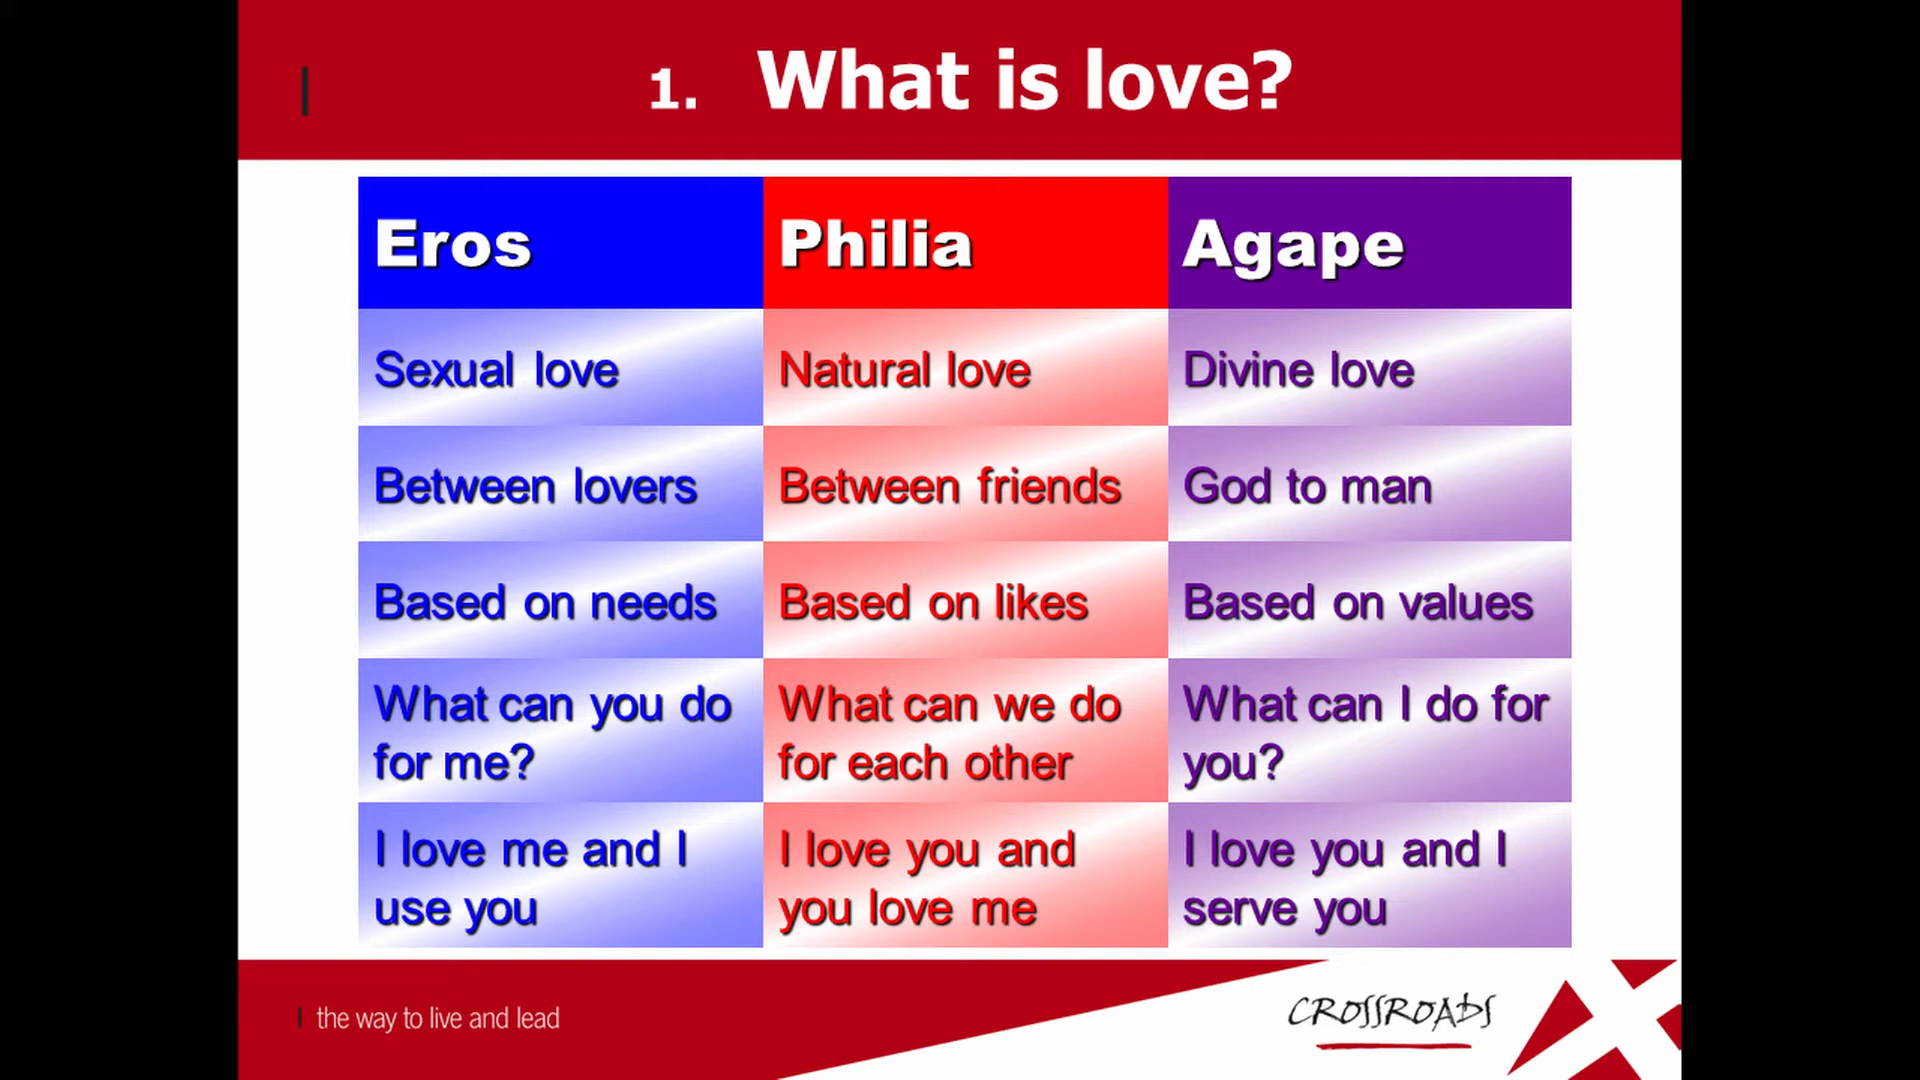 1. What is love?
Eros Philia Agape
Sexual love Natural love Divine love
Between lovers Between friends God to man
Based on needs Based on likes Based on values
What can you do
for me?
What can we do
for each other
What can I do for
you?
I love me and I
use you
I love you and
you love me
I love you and I
serve you
the way to live and lead
CROSSROADS